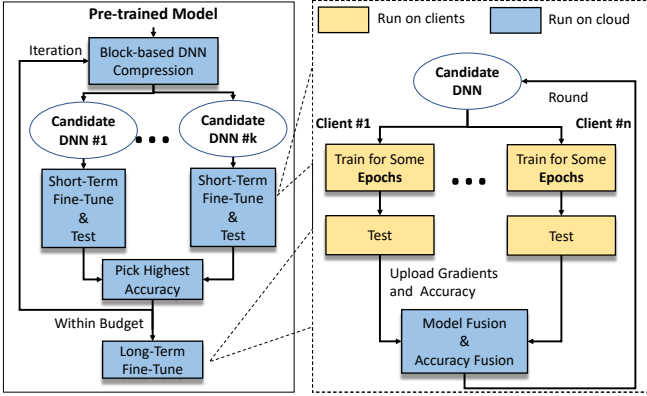 Pre-trained Model
Iteration
Block-based DNN
Compression
Candidate
DNN #1
Candidate
DNN #k
Short-Term
Fine-Tune
&
Test
Short-Term
Fine-Tune
&
Test
Pick Highest
Accuracy
Within Budget
Long-Term
Fine-Tune
Run on clients
Run on cloud
Candidate
DNN
Round
Client #1
Client #n
Train for Some
Epochs
Train for Some
Epochs
Test
Test
Upload Gradients
and Accuracy
Model Fusion
&
Accuracy Fusion